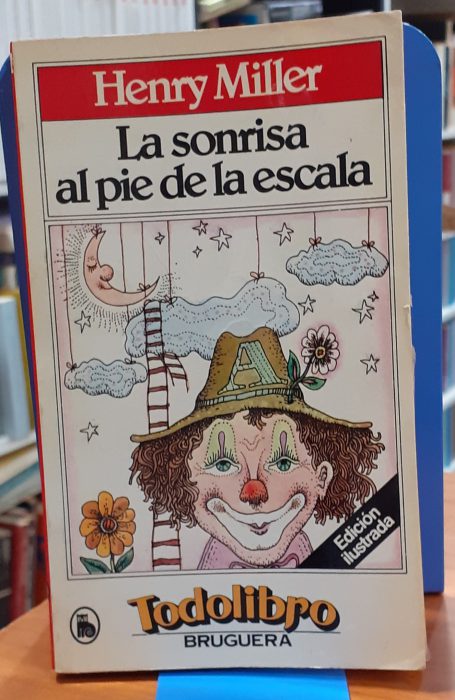 Henry Miller
La sonrisa
al pie de la escala
A
Edición
ilustrada
Todolibro
BRUGUERA